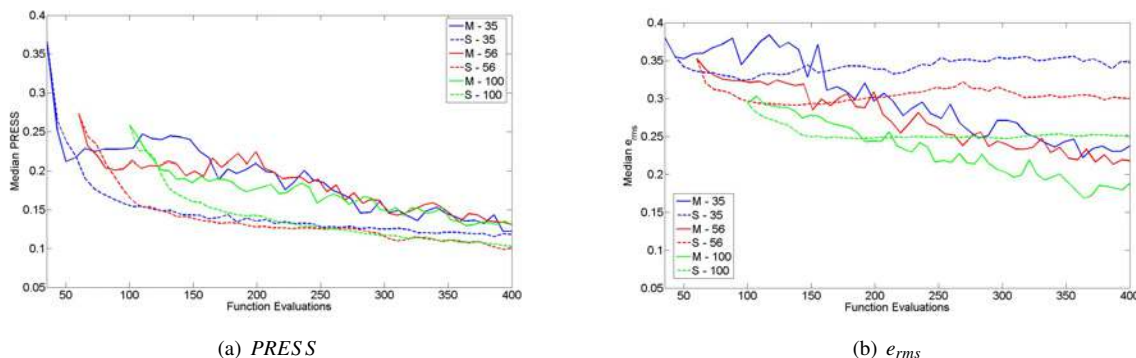 0.4
0.35
0.3
0.25
0.2
0.15
0.1
0.05
Median PRESS
50 100 150 200 250 300 350 400
Function Evaluations
M - 35
S - 35
M - 56
S - 56
M - 100
S - 100
(a) PRESS
0.4
0.35
0.3
0.25
0.2
0.15
0.1
0.05
Median erms
50 100 150 200 250 300 350 400
Function Evaluations
M - 35
S - 35
M - 56
S - 56
M - 100
S - 100
(b) erms